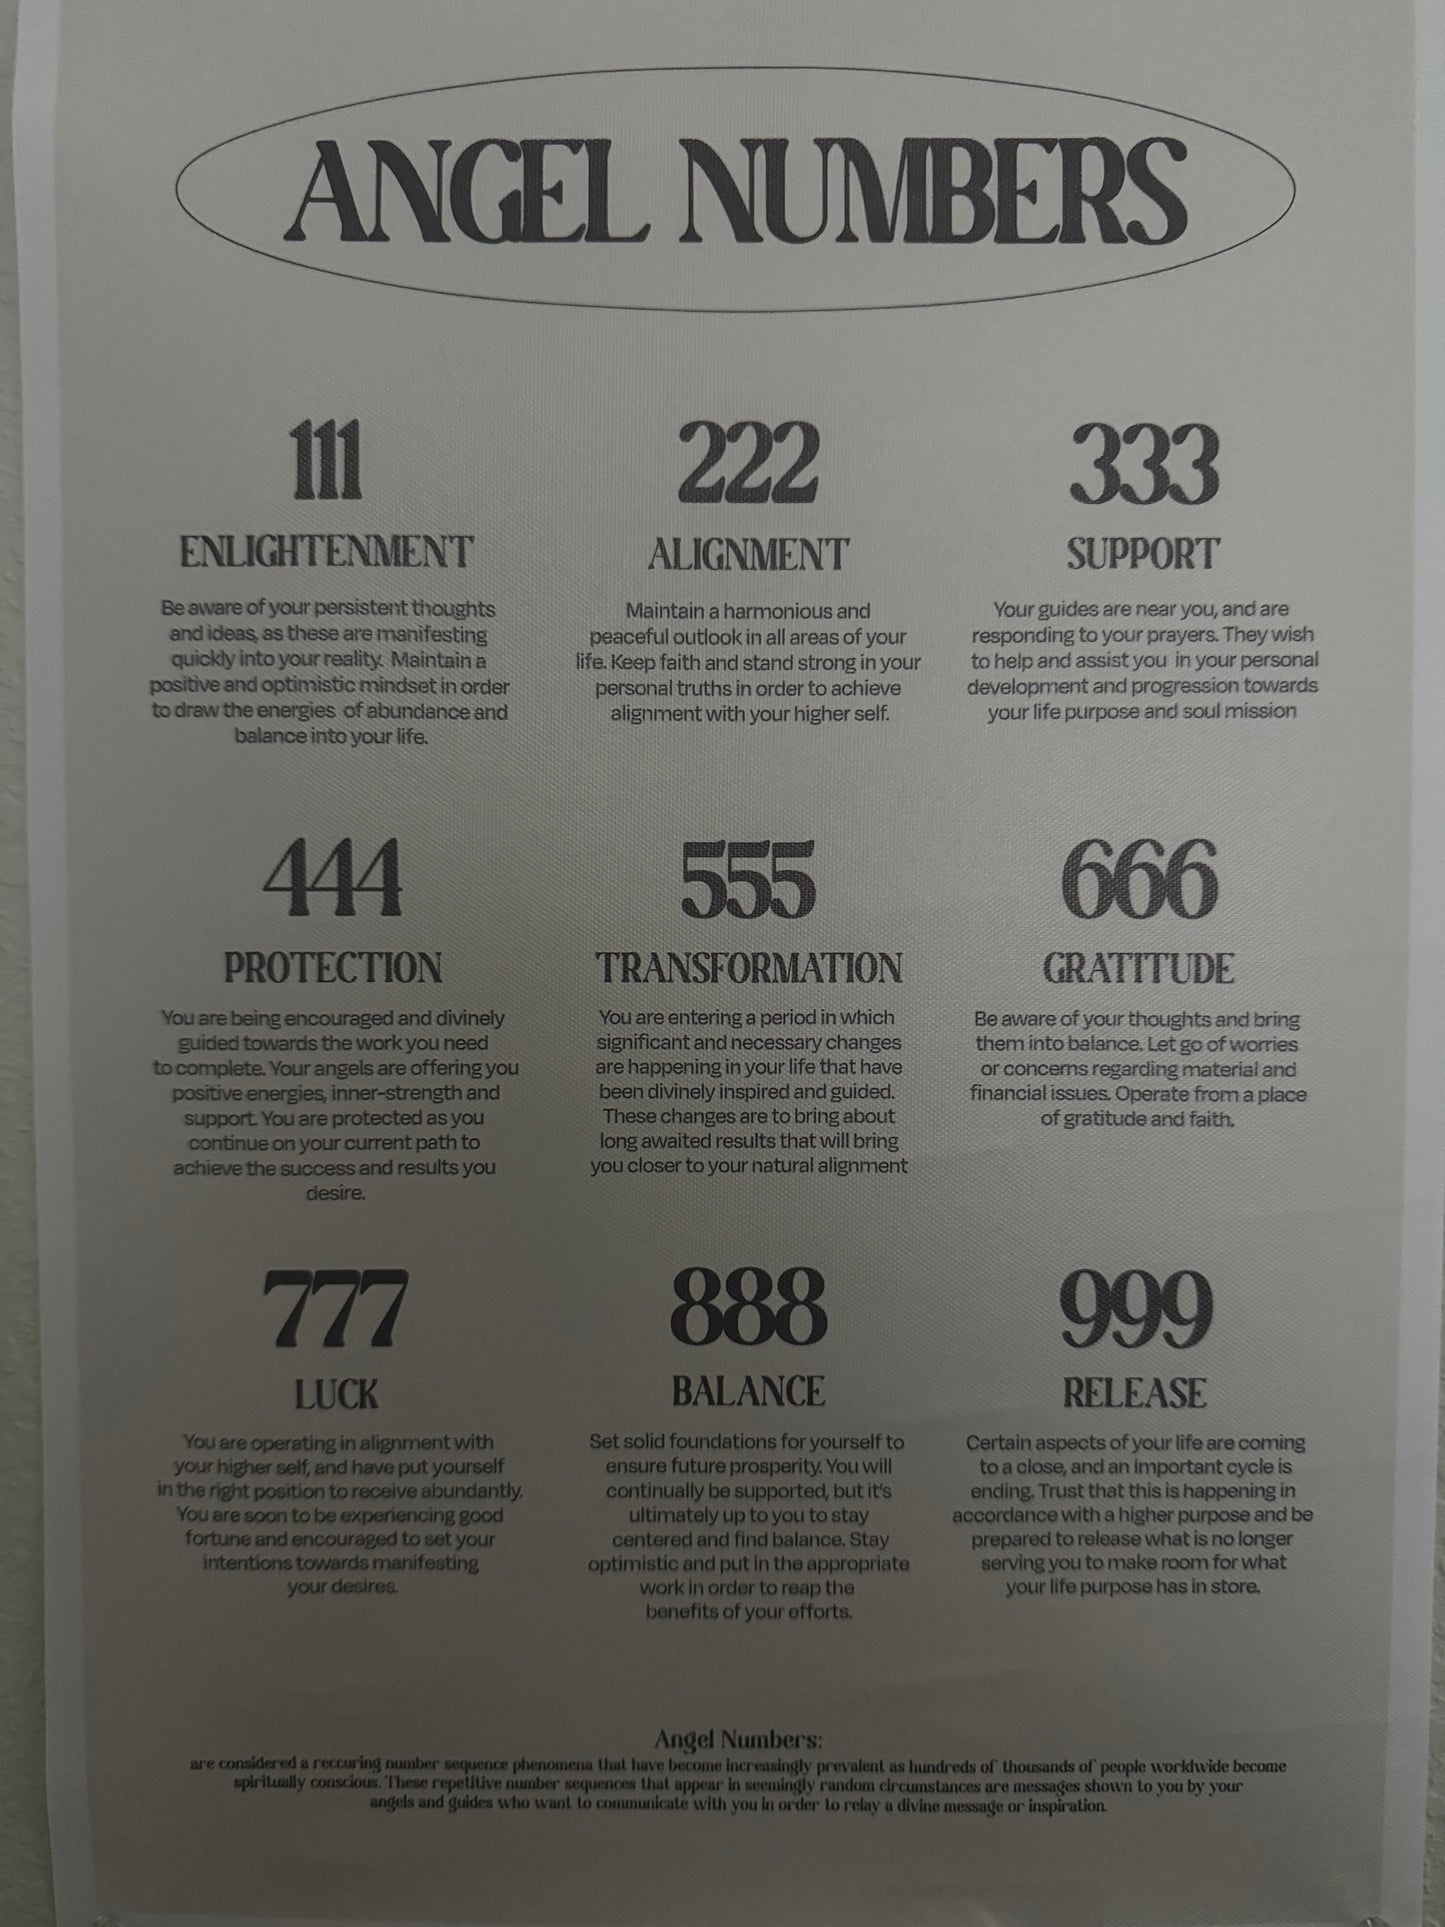 ANGEL NUMBERS
111
ENLIGHTENMENT
Be aware of your persistent thoughts
and ideas, as these are manifesting
quickly into your reality. Maintain a
positive and optimistic mindset in order
to draw the energies of abundance and
balance into your life.
222
ALIGNMENT
Maintain a harmonious and
peaceful outlook in all areas of your
life. Keep faith and stand strong in your
personal truths in order to achieve
alignment with your higher self.
333
SUPPORT
Your guides are near you, and are
responding to your prayers. They wish
to help and assist you in your personal
development and progression towards
your life purpose and soul mission
444
PROTECTION
You are being encouraged and divinely
guided towards the work you need
to complete. Your angels are offering you
positive energies, inner-strength and
support. You are protected as you
continue on your current path to
achieve the success and results you
desire.
555
TRANSFORMATION
You are entering a period in which
significant and necessary changes
are happening in your life that have
been divinely inspired and guided.
These changes are to bring about
long awaited results that will bring
you closer to your natural alignment
666
GRATITUDE
Be aware of your thoughts and bring
them into balance. Let go of worries
or concerns regarding material and
financial issues. Operate from a place
of gratitude and faith.
777
LUCK
You are operating in alignment with
your higher self, and have put yourself
in the right position to receive abundantly.
You are soon to be experiencing good
fortune and encouraged to set your
intentions towards manifesting
your desires.
888
BALANCE
Set solid foundations for yourself to
ensure future prosperity. You will
continually be supported, but it's
ultimately up to you to stay
centered and find balance. Stay
optimistic and put in the appropriate
work in order to reap the
benefits of your efforts.
999
RELEASE
Certain aspects of your life are coming
to a close, and an important cycle is
ending. Trust that this is happening in
accordance with a higher purpose and be
prepared to release what is no longer
serving you to make room for what
your life purpose has in store.
Angel Numbers:
are considered a reccuring number sequence phenomena that have become increasingly prevalent as hundreds of thousands of people worldwide become
spiritually conscious. These repetitive number sequences that appear in seemingly random circumstances are messages shown to you by your
angels and guides who want to communicate with you in order to relay a divine message or inspiration.